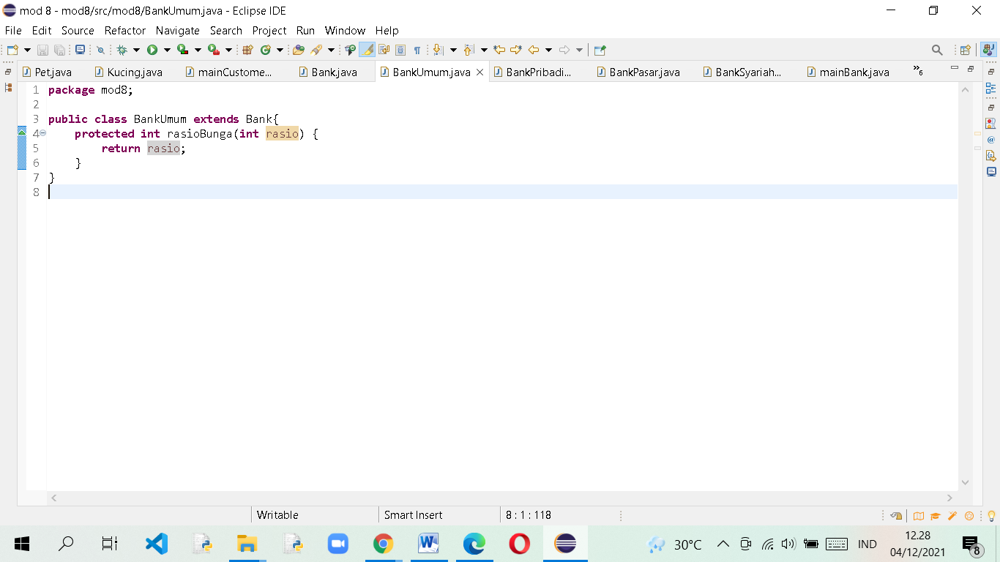 mod 8 - mod8/src/mod8/BankUmum.java - Eclipse IDE
File Edit Source Refactor Navigate Search Project Run Window Help
Pet.java Kucing.java mainCustome... Bank.java BankUmum.java BankPribadi... BankPasar.java BankSyariah... mainBank.java »6
1 package mod8;
2
3 public class BankUmum extends Bank{
4 protected int rasioBunga(int rasio) {
5 return rasio;
6 }
7 }
8
Writable Smart Insert 8 : 1 : 118
30°C IND 12.28
04/12/2021 8